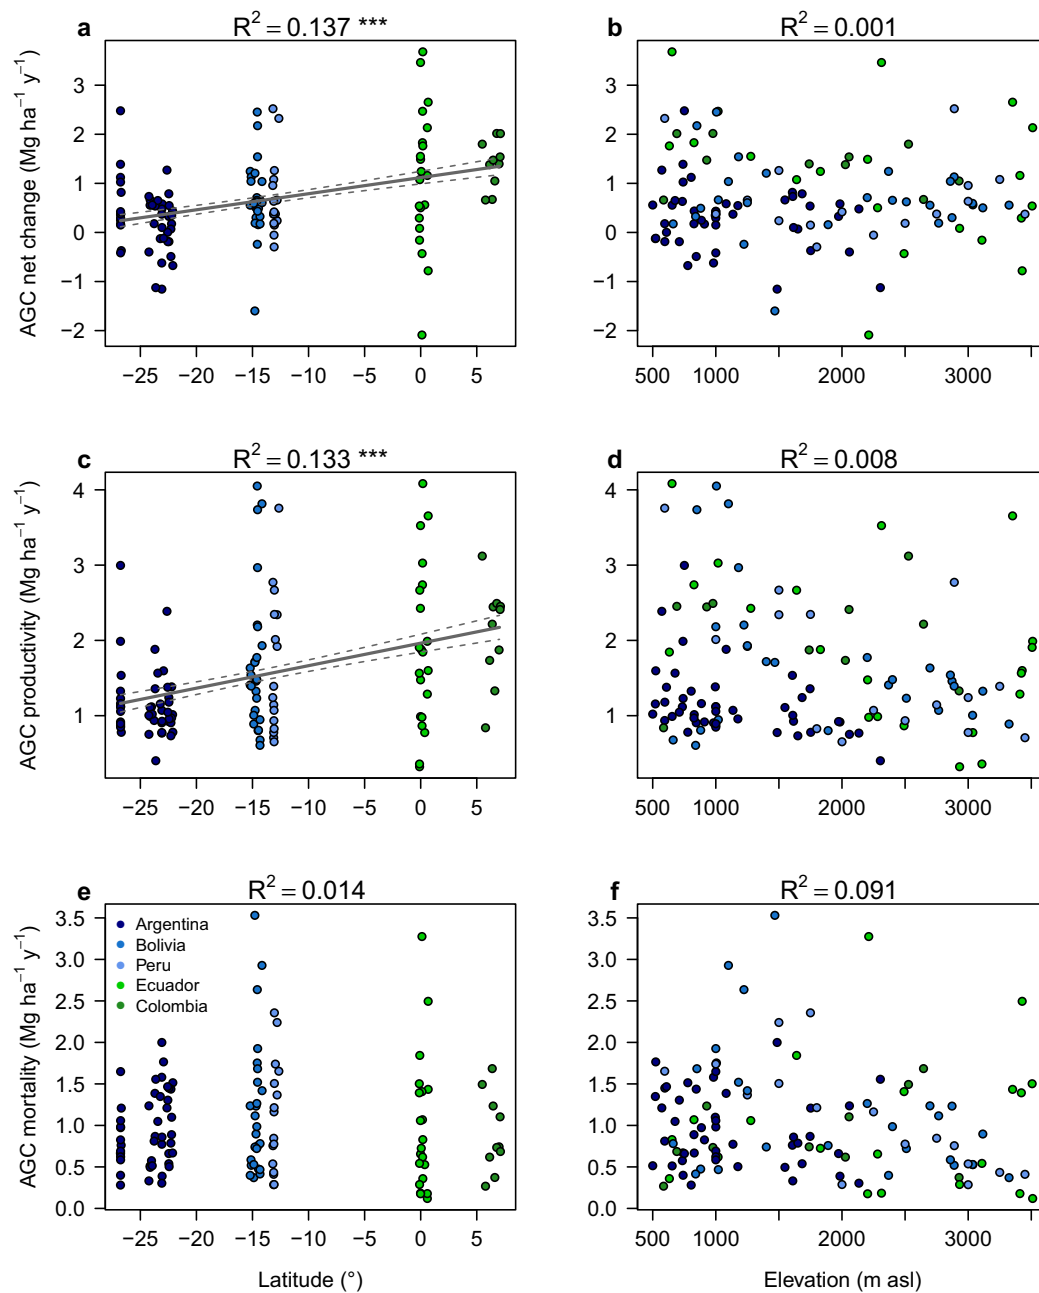 a R² = 0.137 ***
b R² = 0.001
AGC net change (Mg ha⁻¹ y⁻¹)
3
2
1
0
−1
−2
−25 −20 −15 −10 −5 0 5
3
2
1
0
−1
−2
500 1000 2000 3000
c R² = 0.133 ***
d R² = 0.008
AGC productivity (Mg ha⁻¹ y⁻¹)
4
3
2
1
−25 −20 −15 −10 −5 0 5
4
3
2
1
500 1000 2000 3000
e R² = 0.014
f R² = 0.091
AGC mortality (Mg ha⁻¹ y⁻¹)
3.5
3.0
2.5
2.0
1.5
1.0
0.5
0.0
Argentina
Bolivia
Peru
Ecuador
Colombia
−25 −20 −15 −10 −5 0 5
Latitude (°)
3.5
3.0
2.5
2.0
1.5
1.0
0.5
0.0
500 1000 2000 3000
Elevation (m asl)